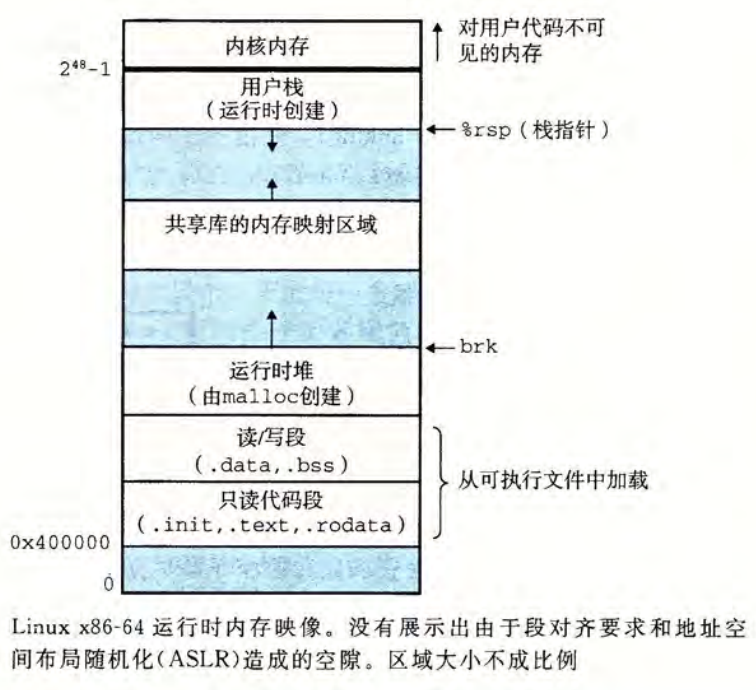 内核内存
对用户代码不可
见的内存
2⁴⁸-1
用户栈
(运行时创建)
%rsp(栈指针)
共享库的内存映射区域
brk
运行时堆
(由malloc创建)
读/写段
(.data,.bss)
从可执行文件中加载
只读代码段
(.init,.text,.rodata)
0x400000
0
Linux x86-64 运行时内存映像。没有展示出由于段对齐要求和地址空
间布局随机化(ASLR)造成的空隙。区域大小不成比例